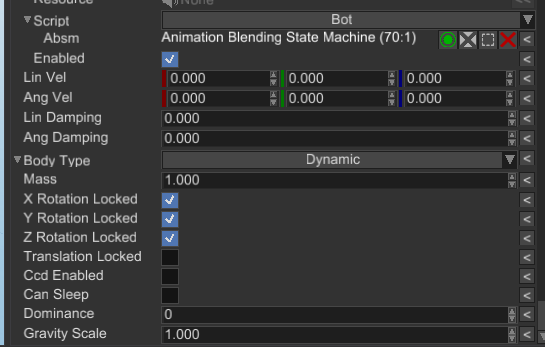 Resource None <<
Script Bot <
Absm Animation Blending State Machine (70:1) <
Enabled <
Lin Vel 0.000 0.000 0.000 <
Ang Vel 0.000 0.000 0.000 <
Lin Damping 0.000 <
Ang Damping 0.000 <
Body Type Dynamic <
Mass 1.000 <
X Rotation Locked <
Y Rotation Locked <
Z Rotation Locked <
Translation Locked <
Ccd Enabled <
Can Sleep <
Dominance 0 <
Gravity Scale 1.000 <